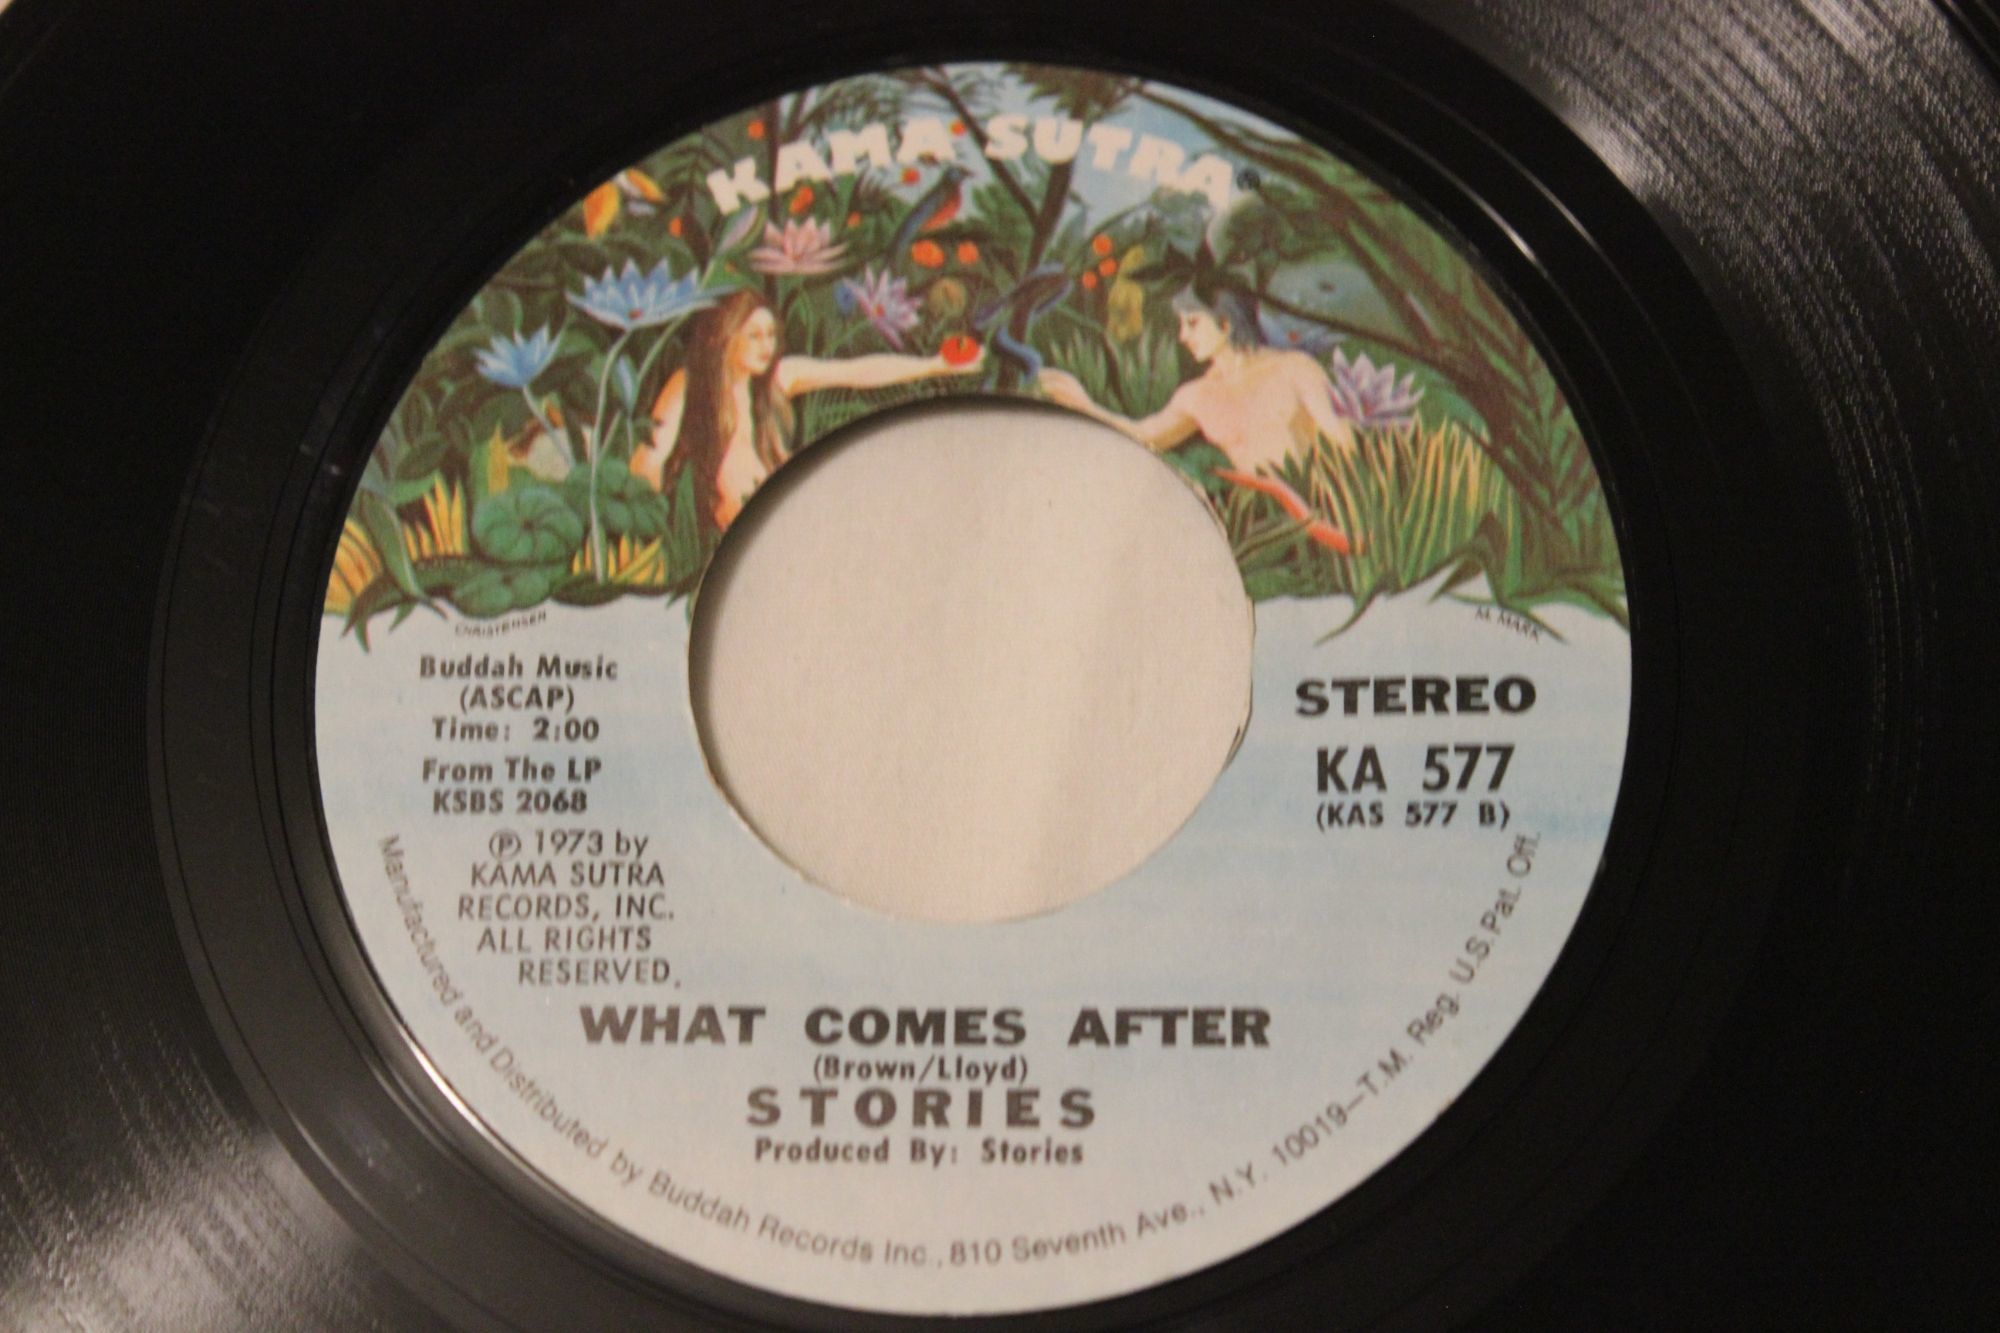 KAMA SUTRA®
CHRISTENSEN
M. MARK
Buddah Music
(ASCAP)
Time: 2:00
From The LP
KSBS 2068
℗ 1973 by
KAMA SUTRA
RECORDS, INC.
ALL RIGHTS
RESERVED.
STEREO
KA 577
(KAS 577 B)
WHAT COMES AFTER
(Brown/Lloyd)
STORIES
Produced By: Stories
Manufactured and Distributed by Buddah Records Inc., 810 Seventh Ave., N.Y. 10019—T.M. Reg. U.S. Pat. Off.